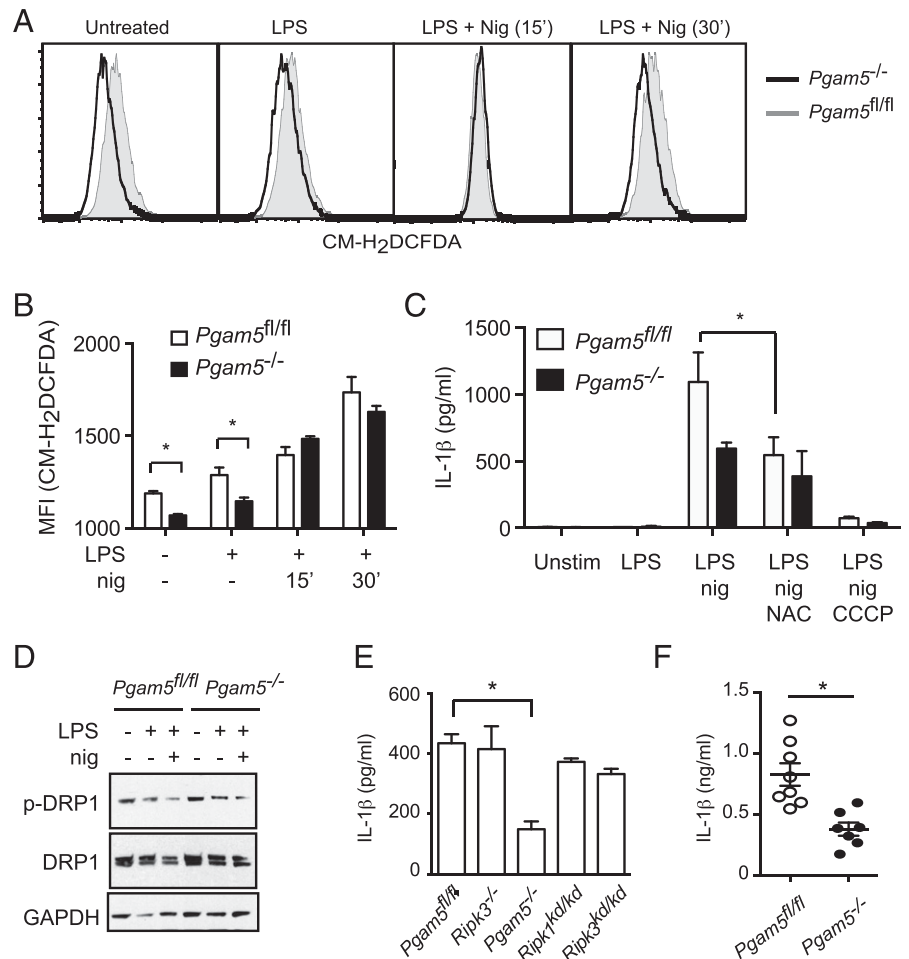 A
Untreated
LPS
LPS + Nig (15’)
LPS + Nig (30’)
Pgam5-/-
Pgam5fl/fl
CM-H2DCFDA
B
MFI (CM-H2DCFDA)
2000
1500
1000
Pgam5fl/fl
Pgam5-/-
*
*
LPS - + + +
nig - - 15’ 30’
C
IL-1β (pg/ml)
1500
1000
500
0
Pgam5fl/fl
Pgam5-/-
*
Unstim
LPS
LPS nig
LPS nig NAC
LPS nig CCCP
D
Pgam5fl/fl Pgam5-/-
LPS - + + - + +
nig - - + - - +
p-DRP1
DRP1
GAPDH
E
IL-1β (pg/ml)
600
400
200
0
*
Pgam5fl/fl
Ripk3-/-
Pgam5-/-
Ripk1kd/kd
Ripk3kd/kd
F
IL-1β (ng/ml)
1.5
1.0
0.5
0
*
Pgam5fl/fl
Pgam5-/-